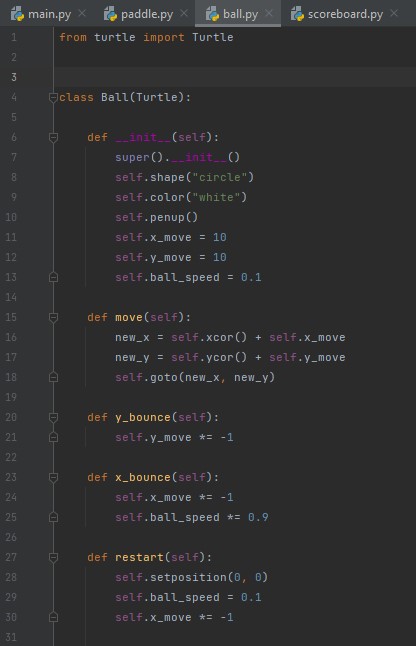 main.py paddle.py ball.py scoreboard.py
1 from turtle import Turtle
2
3
4 class Ball(Turtle):
5
6     def __init__(self):
7         super().__init__()
8         self.shape("circle")
9         self.color("white")
10         self.penup()
11         self.x_move = 10
12         self.y_move = 10
13         self.ball_speed = 0.1
14
15     def move(self):
16         new_x = self.xcor() + self.x_move
17         new_y = self.ycor() + self.y_move
18         self.goto(new_x, new_y)
19
20     def y_bounce(self):
21         self.y_move *= -1
22
23     def x_bounce(self):
24         self.x_move *= -1
25         self.ball_speed *= 0.9
26
27     def restart(self):
28         self.setposition(0, 0)
29         self.ball_speed = 0.1
30         self.x_move *= -1
31